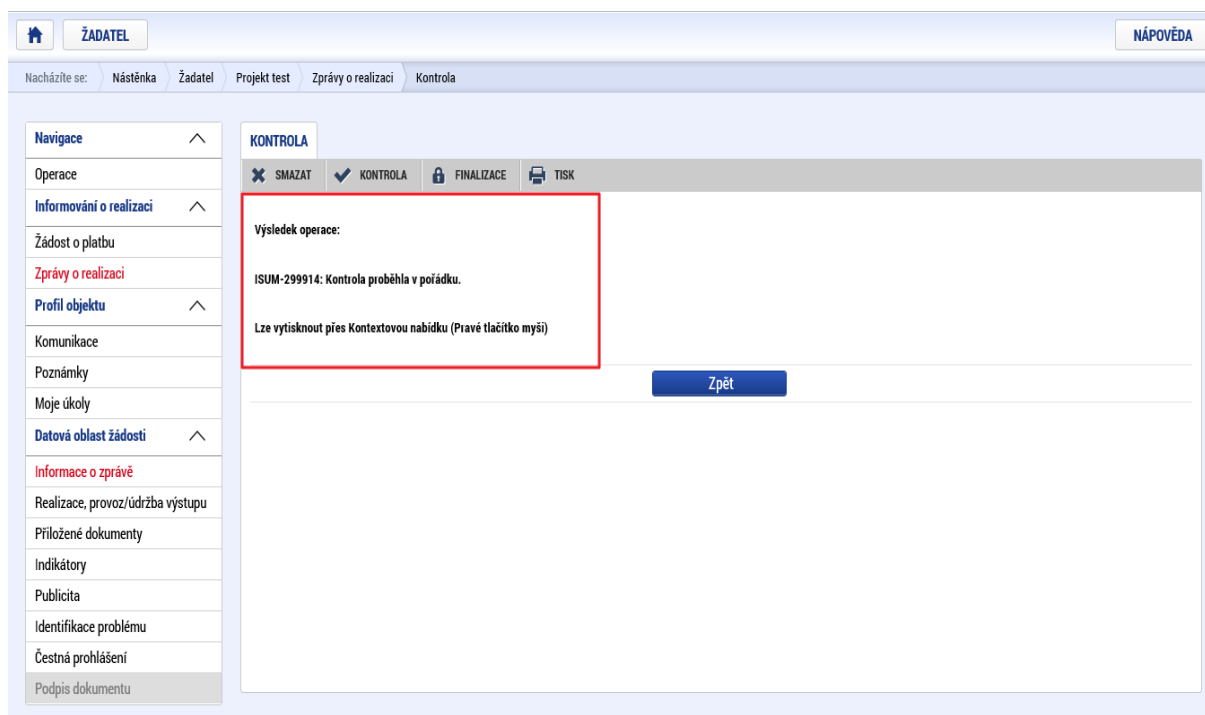 ŽADATEL
NÁPOVĚDA
Nacházíte se: Nástěnka Žadatel Projekt test Zprávy o realizaci Kontrola
Navigace
Operace
Informování o realizaci
Žádost o platbu
Zprávy o realizaci
Profil objektu
Komunikace
Poznámky
Moje úkoly
Datová oblast žádosti
Informace o zprávě
Realizace, provoz/údržba výstupu
Přiložené dokumenty
Indikátory
Publicita
Identifikace problému
Čestná prohlášení
Podpis dokumentu
KONTROLA
SMAZAT KONTROLA FINALIZACE TISK
Výsledek operace:
ISUM-299914: Kontrola proběhla v pořádku.
Lze vytisknout přes Kontextovou nabídku (Pravé tlačítko myši)
Zpět